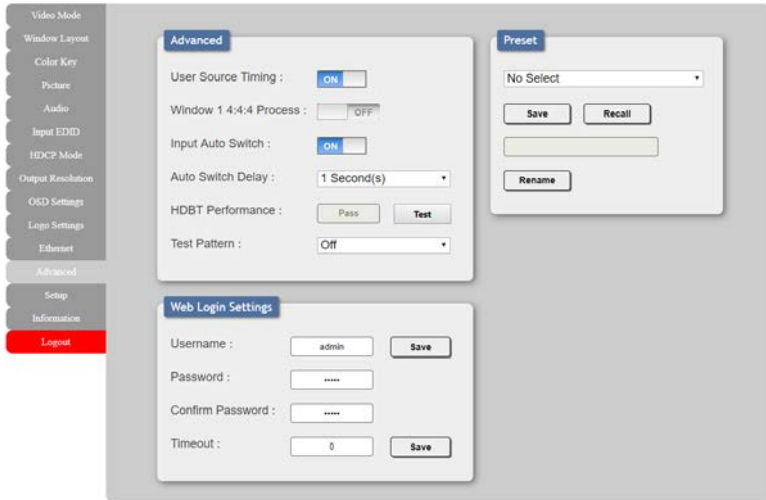 Video Mode
Window Layout
Color Key
Picture
Audio
Input EDID
HDCP Mode
Output Resolution
OSD Settings
Logo Settings
Ethernet
Advanced
Setup
Information
Logout
Advanced
User Source Timing : ON
Window 1 4:4:4 Process : OFF
Input Auto Switch : ON
Auto Switch Delay : 1 Second(s)
HDBT Performance : Pass Test
Test Pattern : Off
Web Login Settings
Username : admin Save
Password : •••••
Confirm Password : •••••
Timeout : 0 Save
Preset
No Select
Save Recall
Rename